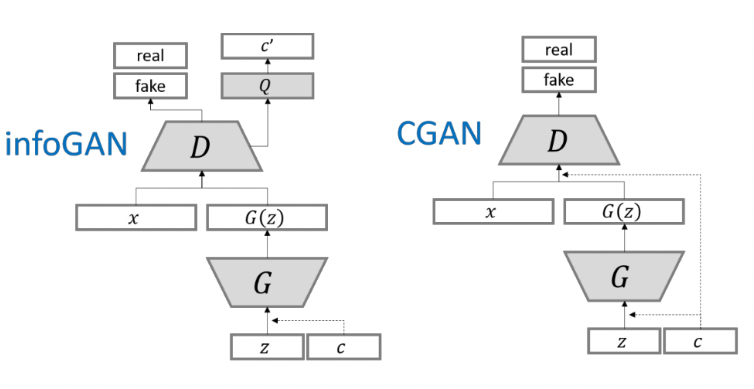 infoGAN
real
fake
c'
Q
D
x
G(z)
G
z
c
CGAN
real
fake
D
x
G(z)
G
z
c